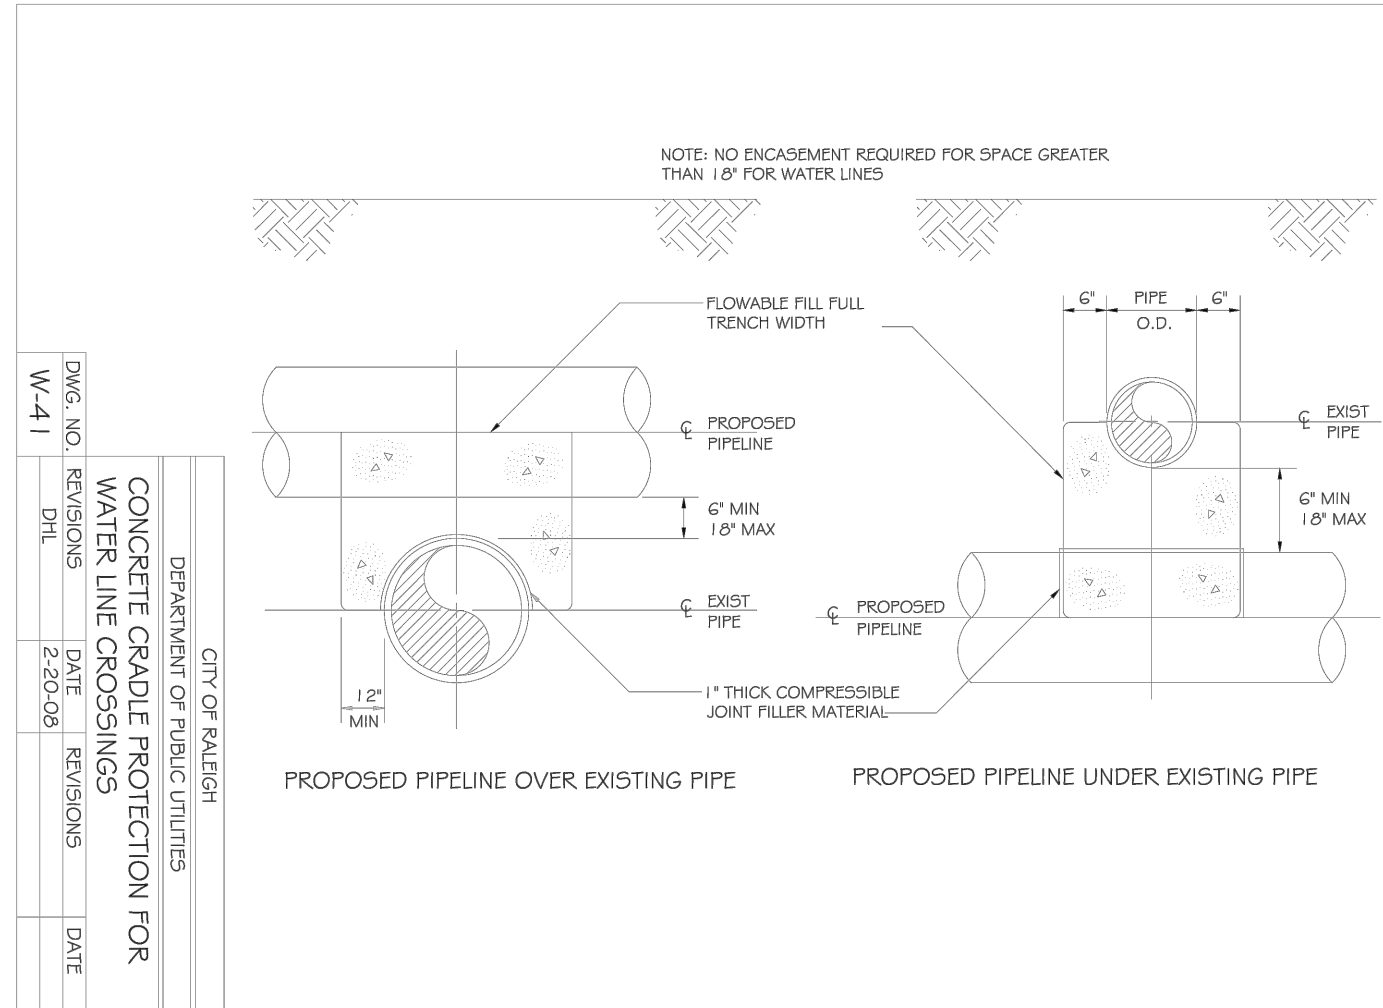 NOTE: NO ENCASEMENT REQUIRED FOR SPACE GREATER
THAN 18" FOR WATER LINES
FLOWABLE FILL FULL
TRENCH WIDTH
6" PIPE 6"
O.D.
℄ PROPOSED
PIPELINE
℄ EXIST
PIPE
6" MIN
18" MAX
6" MIN
18" MAX
℄ EXIST
PIPE
℄ PROPOSED
PIPELINE
12"
MIN
1" THICK COMPRESSIBLE
JOINT FILLER MATERIAL
PROPOSED PIPELINE OVER EXISTING PIPE
PROPOSED PIPELINE UNDER EXISTING PIPE
CITY OF RALEIGH
DEPARTMENT OF PUBLIC UTILITIES
CONCRETE CRADLE PROTECTION FOR
WATER LINE CROSSINGS
DWG. NO. REVISIONS DATE REVISIONS DATE
W-41 DHL 2-20-08